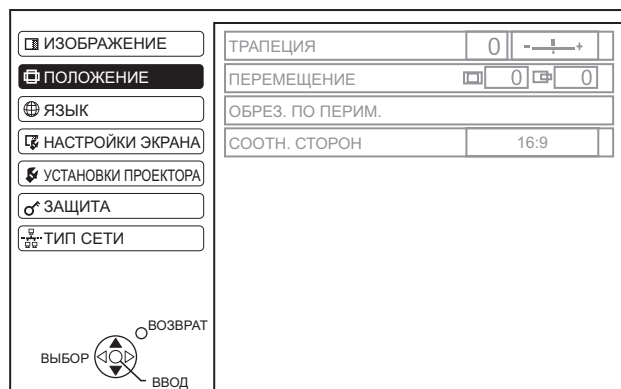 ИЗОБРАЖЕНИЕ
ПОЛОЖЕНИЕ
ЯЗЫК
НАСТРОЙКИ ЭКРАНА
УСТАНОВКИ ПРОЕКТОРА
ЗАЩИТА
ТИП СЕТИ
ТРАПЕЦИЯ 0 - +
ПЕРЕМЕЩЕНИЕ 0 0
ОБРЕЗ. ПО ПЕРИМ.
СООТН. СТОРОН 16:9
ВОЗВРАТ
ВЫБОР
ВВОД